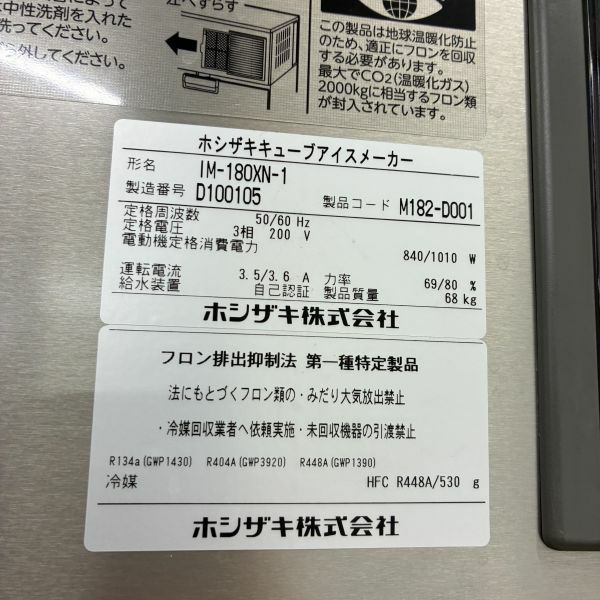 中性洗剤を入れた
洗ってください。
外してください。
左へずらす
この製品は地球温暖化防止
のため、適正にフロンを回収
する必要があります。
最大でCO2(温暖化ガス)
2000kgに相当するフロン類
が封入されています。
ホシザキキューブアイスメーカー
形名 IM-180XN-1
製造番号 D100105 製品コード M182-D001
定格周波数 50/60 Hz
定格電圧 3相 200 V
電動機定格消費電力 840/1010 W
運転電流 3.5/3.6 A 力率 69/80 %
給水装置 自己認証 製品質量 68 kg
ホシザキ株式会社
フロン排出抑制法 第一種特定製品
法にもとづくフロン類の・みだり大気放出禁止
・冷媒回収業者へ依頼実施・未回収機器の引渡禁止
R134a(GWP1430) R404A(GWP3920) R448A(GWP1390)
冷媒 HFC R448A/530 g
ホシザキ株式会社